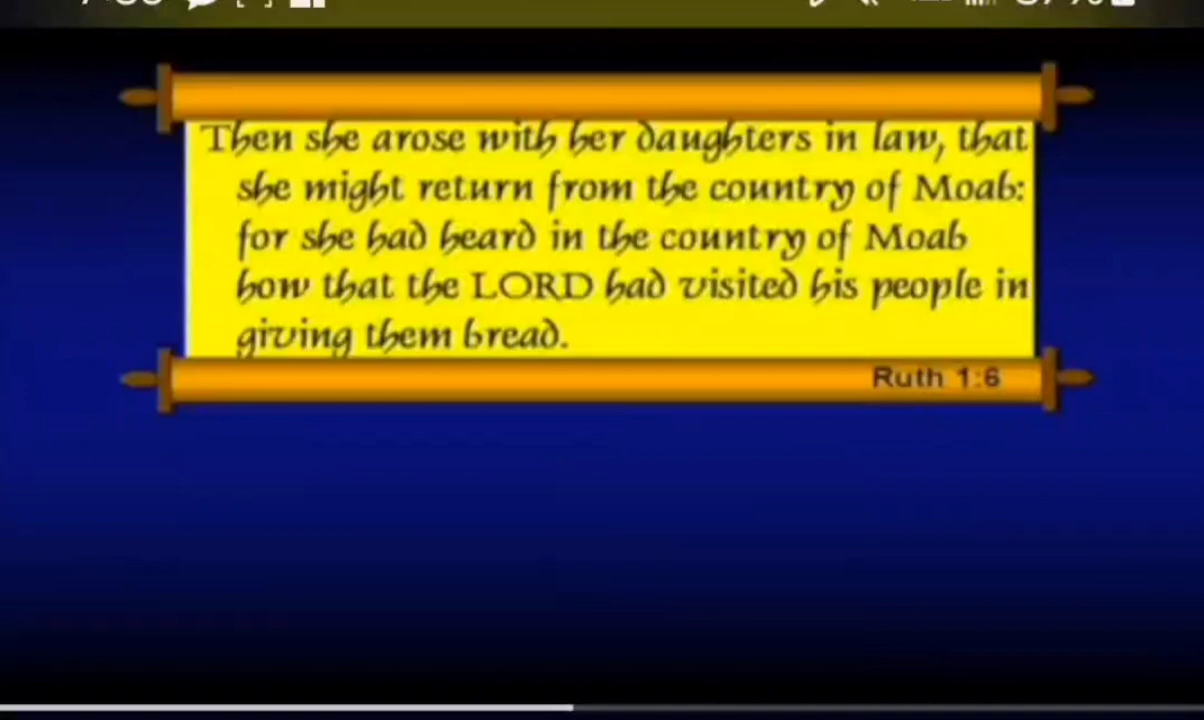 Then she arose with her daughters in law, that
she might return from the country of Moab:
for she had heard in the country of Moab
how that the LORD had visited his people in
giving them bread.
Ruth 1:6